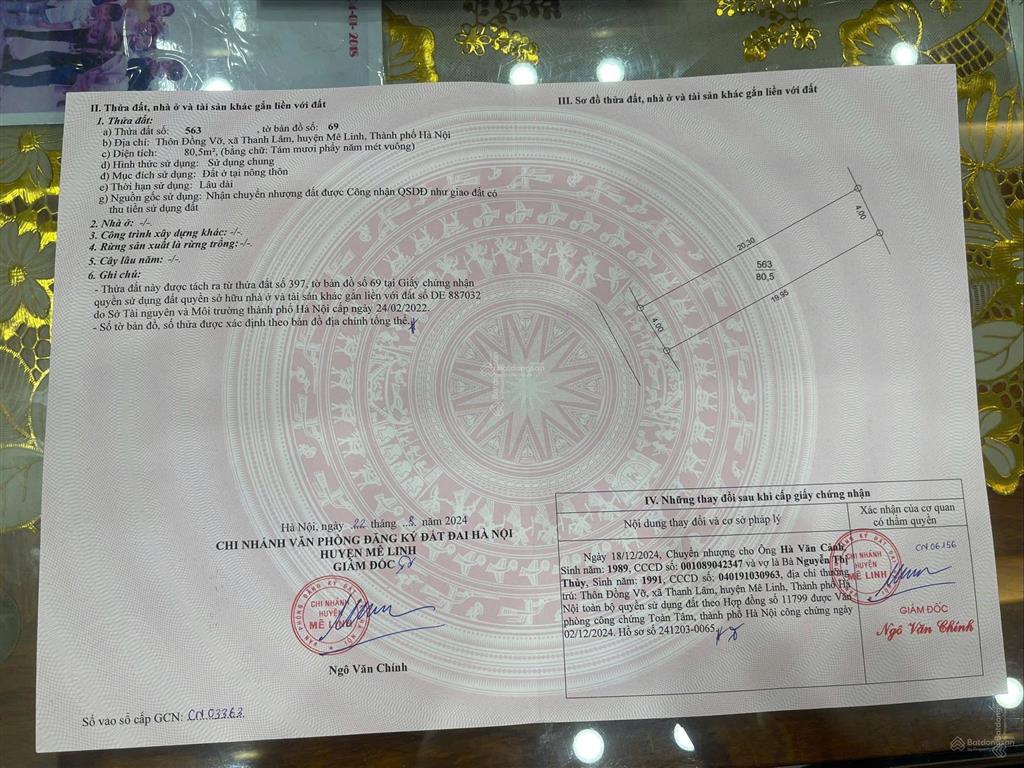 4-01-2018
II. Thửa đất, nhà ở và tài sản khác gắn liền với đất
1. Thửa đất:
a) Thửa đất số: 563 , tờ bản đồ số: 69
b) Địa chỉ: Thôn Đồng Vỡ, xã Thanh Lâm, huyện Mê Linh, Thành phố Hà Nội
c) Diện tích: 80,5m², (bằng chữ: Tám mươi phẩy năm mét vuông)
d) Hình thức sử dụng: Sử dụng chung
đ) Mục đích sử dụng: Đất ở tại nông thôn
e) Thời hạn sử dụng: Lâu dài
g) Nguồn gốc sử dụng: Nhận chuyển nhượng đất được Công nhận QSDĐ như giao đất có
thu tiền sử dụng đất
2. Nhà ở: -/-.
3. Công trình xây dựng khác: -/-.
4. Rừng sản xuất là rừng trồng: -/-.
5. Cây lâu năm: -/-.
6. Ghi chú:
- Thửa đất này được tách ra từ thửa đất số 397, tờ bản đồ số 69 tại Giấy chứng nhận
quyền sử dụng đất quyền sở hữu nhà ở và tài sản khác gắn liền với đất số DE 887032
do Sở Tài nguyên và Môi trường thành phố Hà Nội cấp ngày 24/02/2022.
- Số tờ bản đồ, số thửa được xác định theo bản đồ địa chính tổng thể.
Hà Nội, ngày 22 tháng 8 năm 2024
CHI NHÁNH VĂN PHÒNG ĐĂNG KÝ ĐẤT ĐAI HÀ NỘI
HUYỆN MÊ LINH
GIÁM ĐỐC
CHI NHÁNH
HUYỆN
MÊ LINH
Ngô Văn Chính
Số vào sổ cấp GCN: CN 03363
III. Sơ đồ thửa đất, nhà ở và tài sản khác gắn liền với đất
20,30
4,00
563
80,5
19,95
4,00
IV. Những thay đổi sau khi cấp giấy chứng nhận
Nội dung thay đổi và cơ sở pháp lý
Xác nhận của cơ quan
có thẩm quyền
Ngày 18/12/2024, Chuyển nhượng cho Ông Hà Văn Cảnh,
Sinh năm: 1989, CCCD số: 001089042347 và vợ là Bà Nguyễn Thị
Thủy, Sinh năm: 1991, CCCD số: 040191030963, địa chỉ thường
trú: Thôn Đồng Vỡ, xã Thanh Lâm, huyện Mê Linh, Thành phố Hà
Nội toàn bộ quyền sử dụng đất theo Hợp đồng số 11799 được Văn
phòng công chứng Toàn Tâm, thành phố Hà Nội công chứng ngày
02/12/2024. Hồ sơ số 241203-0065.
CN 06156
CHI NHÁNH
HUYỆN
MÊ LINH
GIÁM ĐỐC
Ngô Văn Chính
Batdongsan
Batdongsan